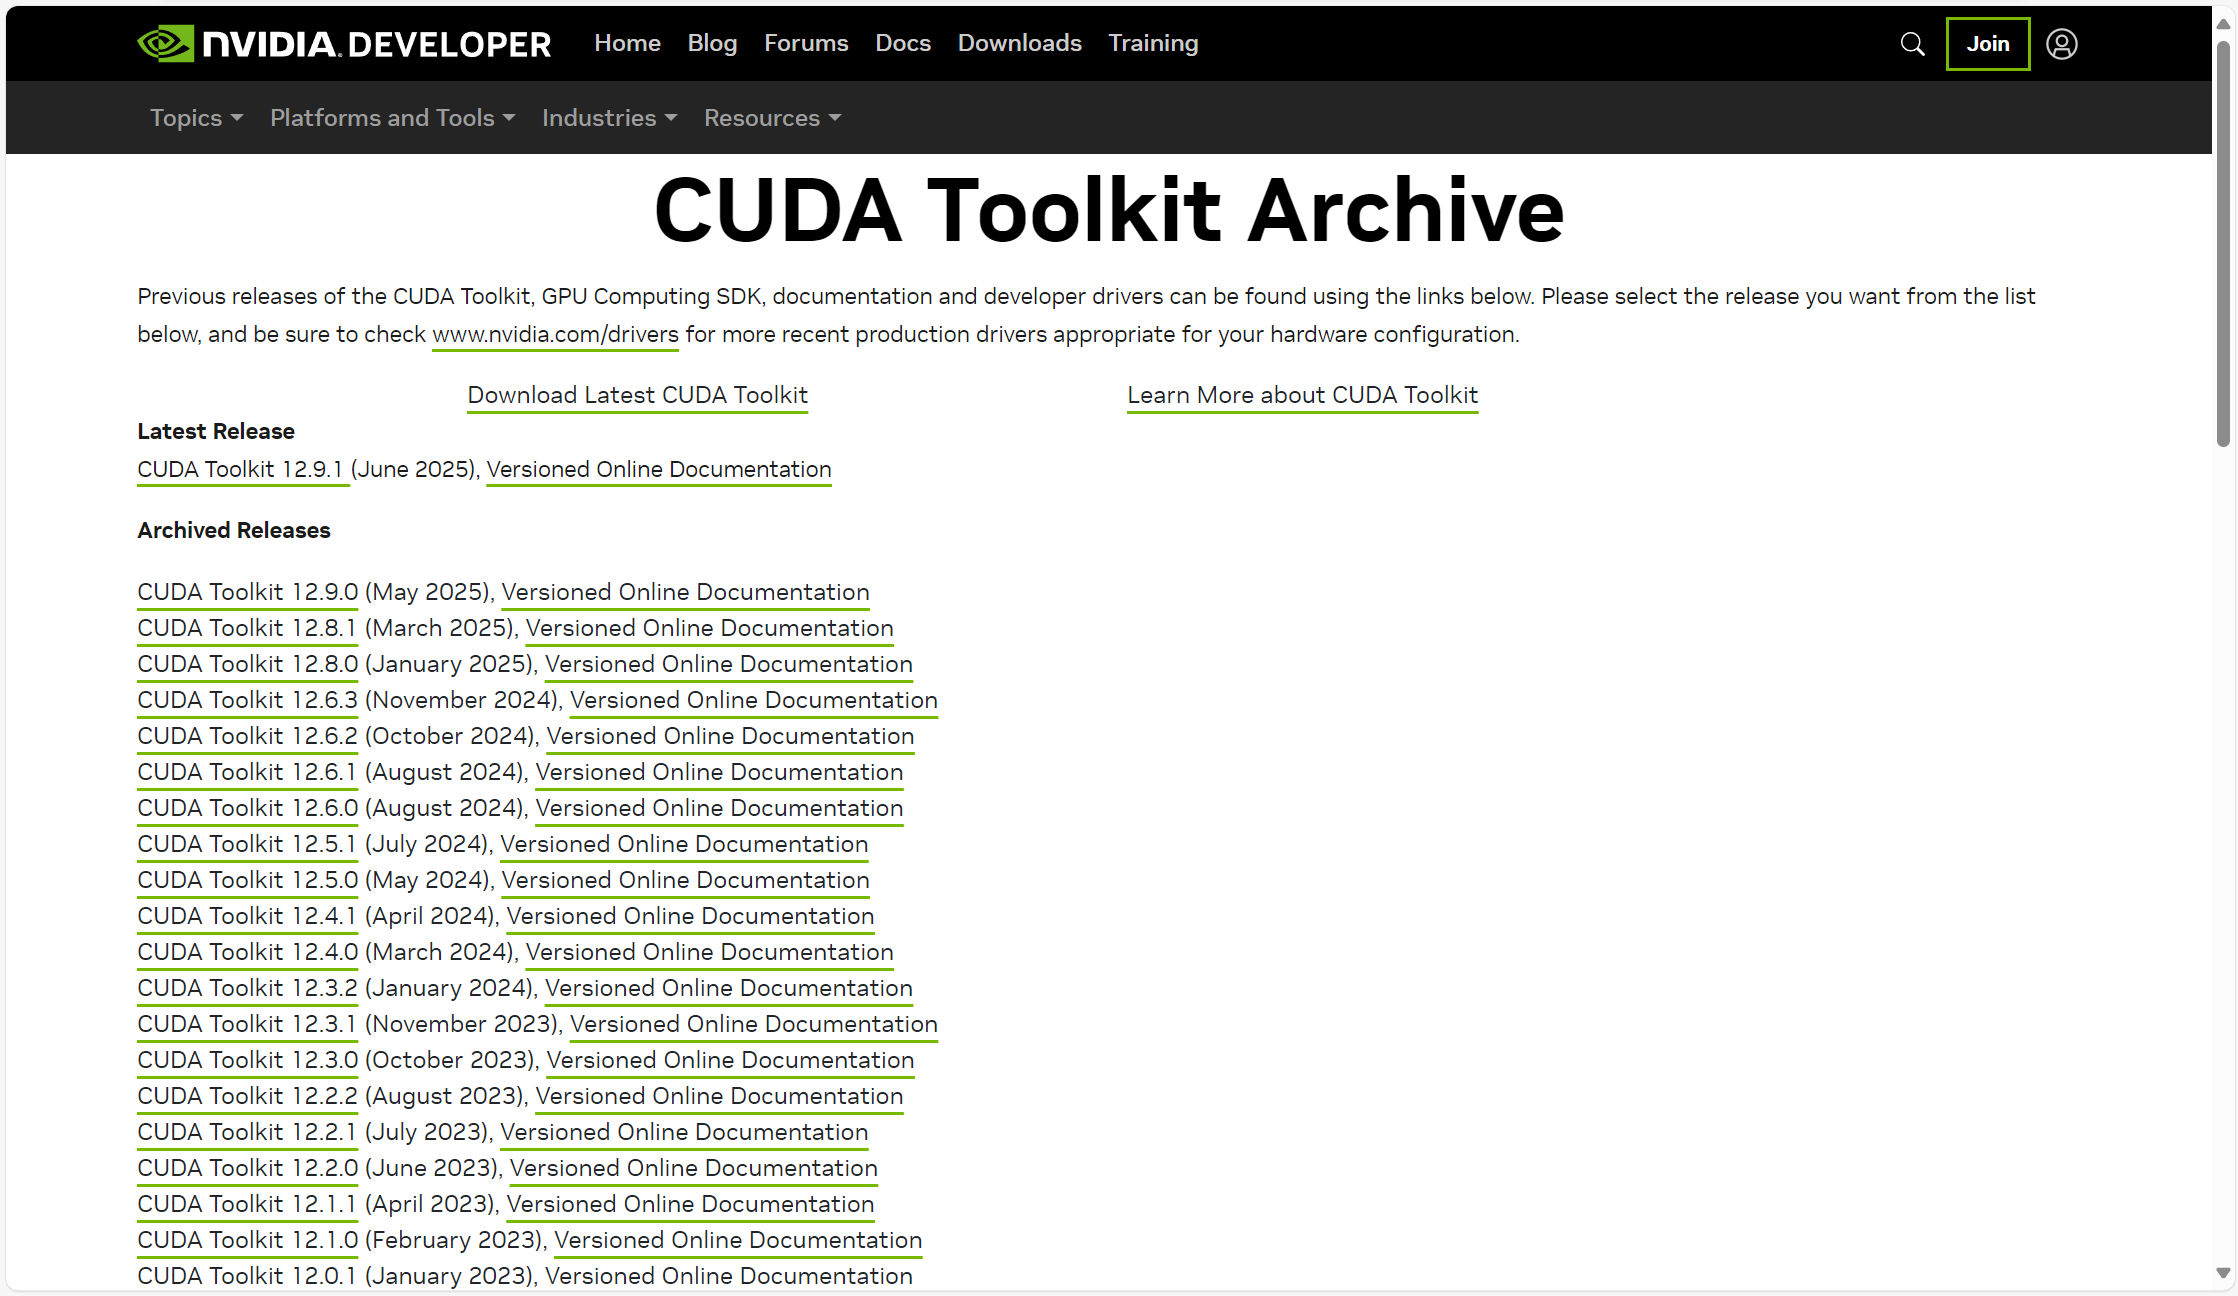 NVIDIA. DEVELOPER Home Blog Forums Docs Downloads Training Join
Topics Platforms and Tools Industries Resources
CUDA Toolkit Archive
Previous releases of the CUDA Toolkit, GPU Computing SDK, documentation and developer drivers can be found using the links below. Please select the release you want from the list
below, and be sure to check www.nvidia.com/drivers for more recent production drivers appropriate for your hardware configuration.
Download Latest CUDA Toolkit Learn More about CUDA Toolkit
Latest Release
CUDA Toolkit 12.9.1 (June 2025), Versioned Online Documentation
Archived Releases
CUDA Toolkit 12.9.0 (May 2025), Versioned Online Documentation
CUDA Toolkit 12.8.1 (March 2025), Versioned Online Documentation
CUDA Toolkit 12.8.0 (January 2025), Versioned Online Documentation
CUDA Toolkit 12.6.3 (November 2024), Versioned Online Documentation
CUDA Toolkit 12.6.2 (October 2024), Versioned Online Documentation
CUDA Toolkit 12.6.1 (August 2024), Versioned Online Documentation
CUDA Toolkit 12.6.0 (August 2024), Versioned Online Documentation
CUDA Toolkit 12.5.1 (July 2024), Versioned Online Documentation
CUDA Toolkit 12.5.0 (May 2024), Versioned Online Documentation
CUDA Toolkit 12.4.1 (April 2024), Versioned Online Documentation
CUDA Toolkit 12.4.0 (March 2024), Versioned Online Documentation
CUDA Toolkit 12.3.2 (January 2024), Versioned Online Documentation
CUDA Toolkit 12.3.1 (November 2023), Versioned Online Documentation
CUDA Toolkit 12.3.0 (October 2023), Versioned Online Documentation
CUDA Toolkit 12.2.2 (August 2023), Versioned Online Documentation
CUDA Toolkit 12.2.1 (July 2023), Versioned Online Documentation
CUDA Toolkit 12.2.0 (June 2023), Versioned Online Documentation
CUDA Toolkit 12.1.1 (April 2023), Versioned Online Documentation
CUDA Toolkit 12.1.0 (February 2023), Versioned Online Documentation
CUDA Toolkit 12.0.1 (January 2023), Versioned Online Documentation